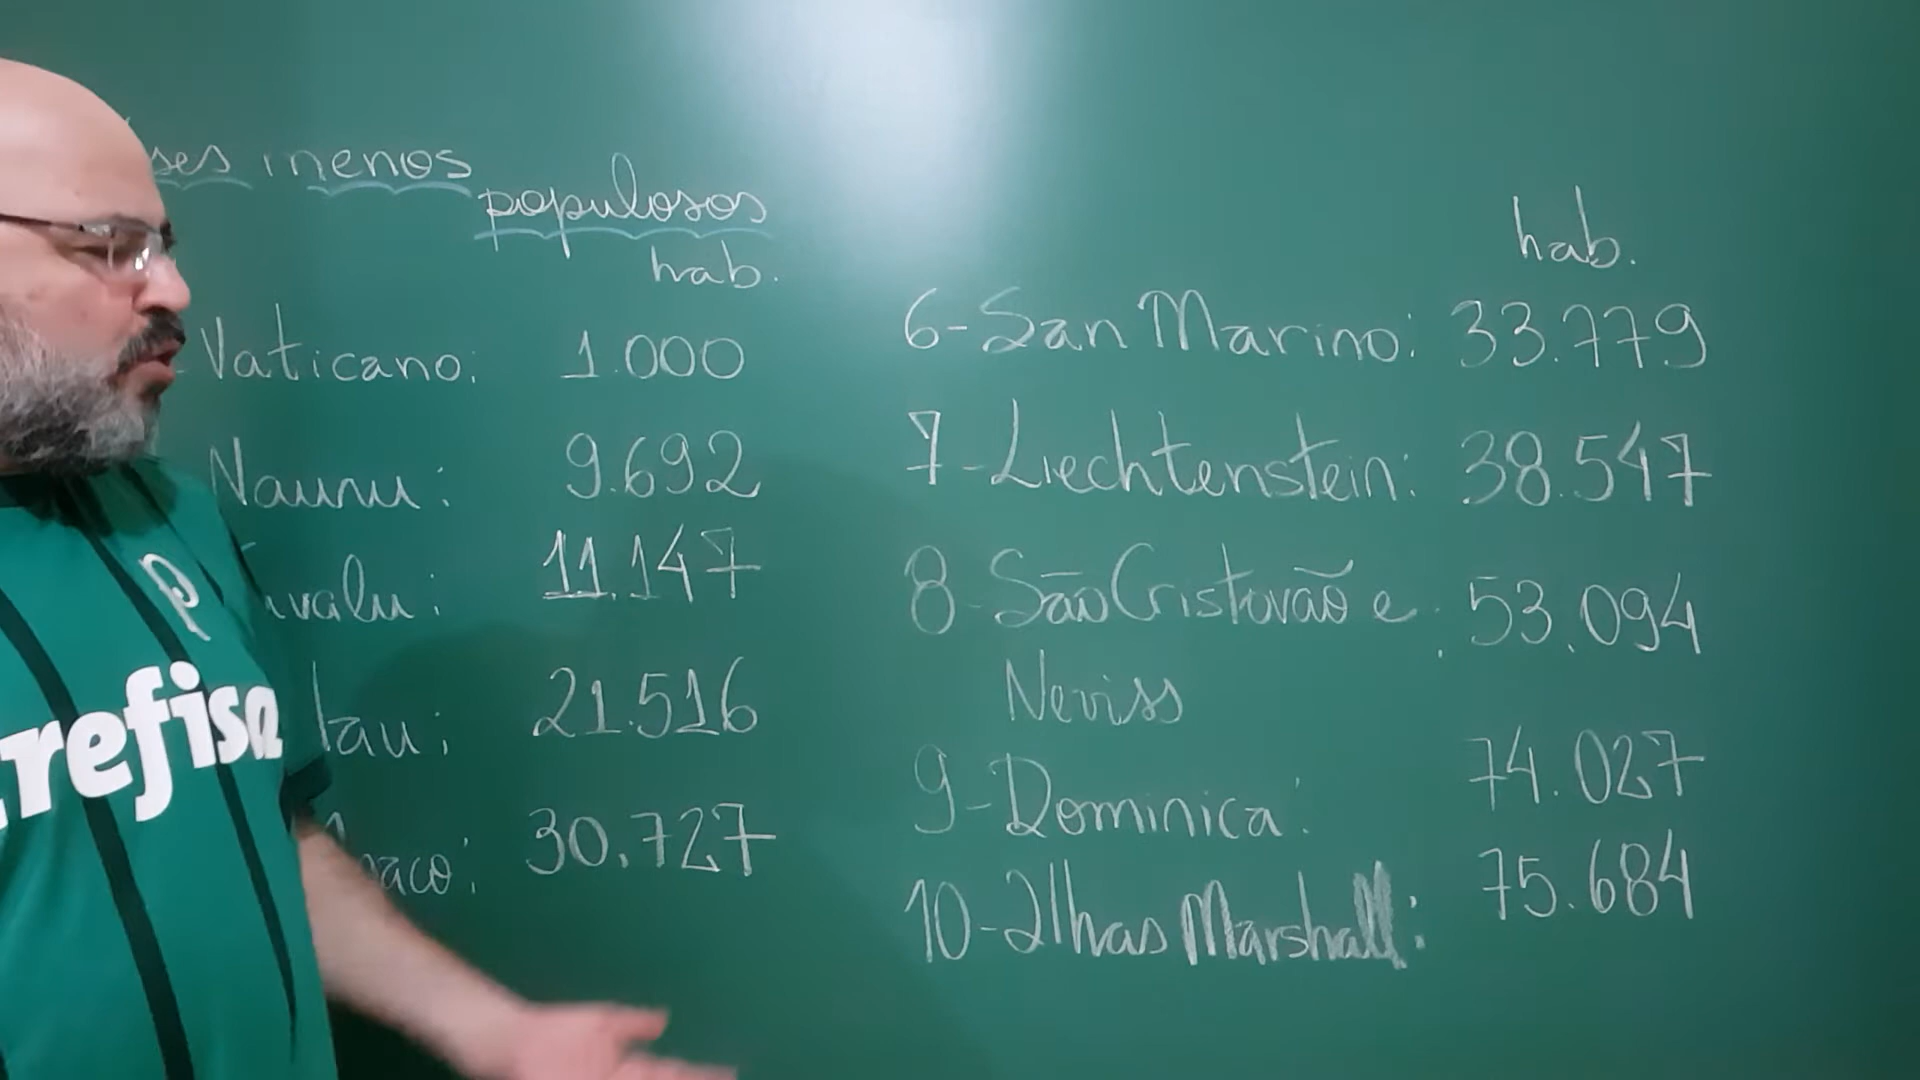 ses menos
populosos
hab.
Vaticano: 1.000
Nauru: 9.692
uvalu: 11.147
lau: 21.516
naco: 30.727
hab.
6-San Marino: 33.779
7-Liechtenstein: 38.547
8-São Cristovão e: 53.094
Neviss
9-Dominica: 74.027
10-Ilhas Marshall: 75.684
P
refisa